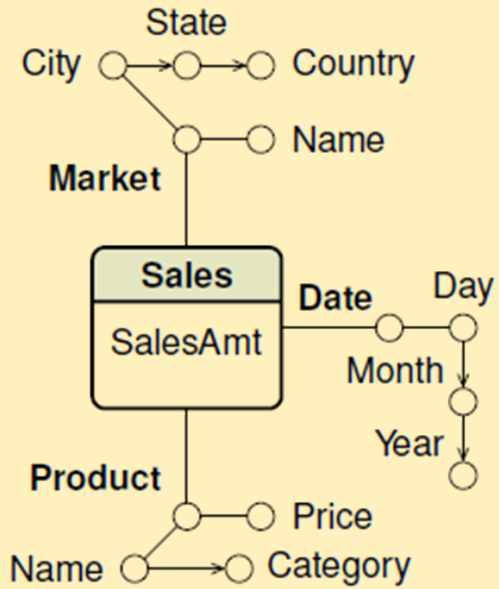 State
City
Country
Name
Market
Sales
SalesAmt
Date
Day
Month
Year
Product
Price
Name
Category